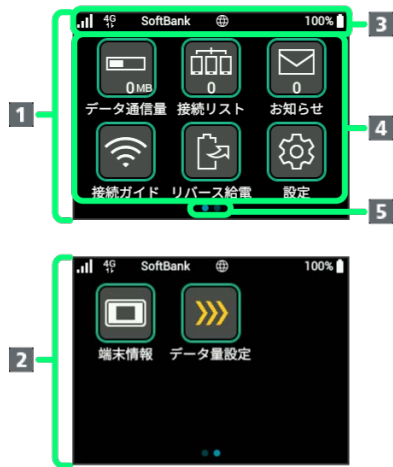 4G SoftBank 100% 3
0MB 0 0
1 データ通信量 接続リスト お知らせ 4
接続ガイド リバース給電 設定
5
4G SoftBank 100%
端末情報 データ量設定
2